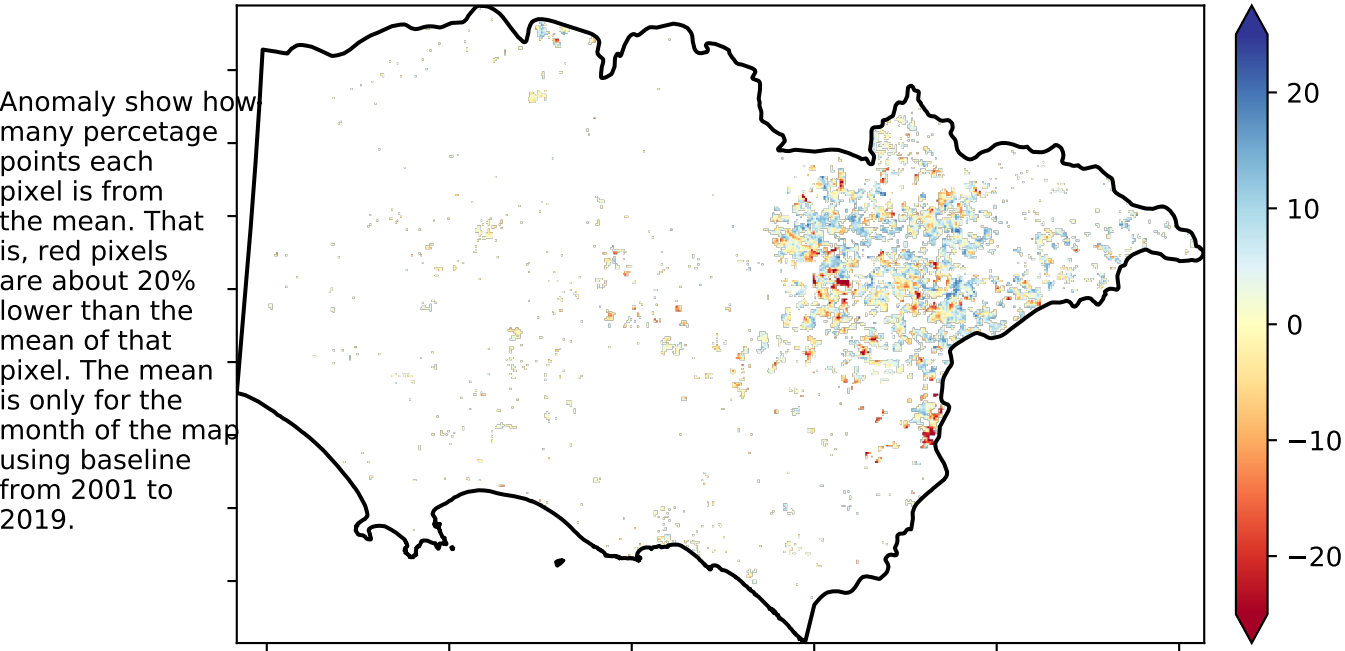 Anomaly show how
many percetage
points each
pixel is from
the mean. That
is, red pixels
are about 20%
lower than the
mean of that
pixel. The mean
is only for the
month of the map
using baseline
from 2001 to
2019.
20
10
0
−10
−20